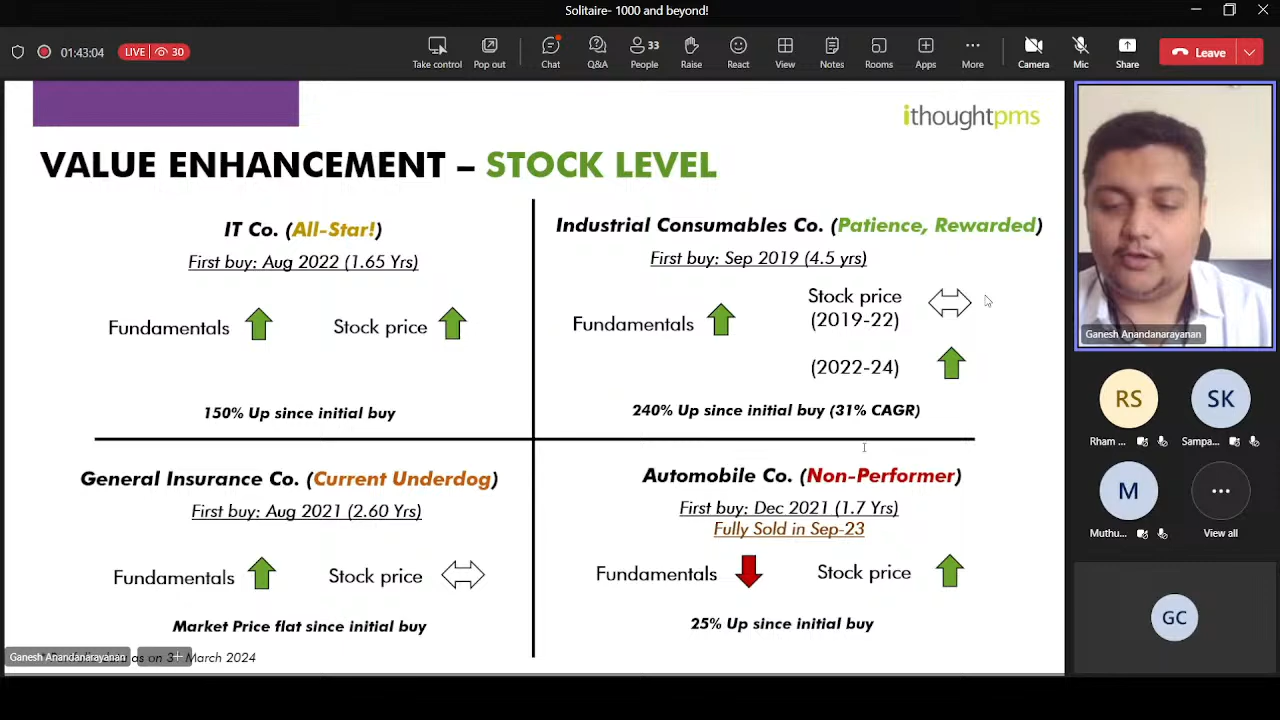 Solitaire- 1000 and beyond!
01:43:04 LIVE 30
33
Take control Pop out Chat Q&A People Raise React View Notes Rooms Apps More Camera Mic Share Leave
ithoughtpms
VALUE ENHANCEMENT – STOCK LEVEL
IT Co. (All-Star!)
First buy: Aug 2022 (1.65 Yrs)
Fundamentals Stock price
150% Up since initial buy
Industrial Consumables Co. (Patience, Rewarded)
First buy: Sep 2019 (4.5 yrs)
Fundamentals
Stock price
(2019-22)
(2022-24)
240% Up since initial buy (31% CAGR)
General Insurance Co. (Current Underdog)
First buy: Aug 2021 (2.60 Yrs)
Fundamentals Stock price
Market Price flat since initial buy
Automobile Co. (Non-Performer)
First buy: Dec 2021 (1.7 Yrs)
Fully Sold in Sep-23
Fundamentals Stock price
25% Up since initial buy
as on 3 March 2024
Ganesh Anandanarayanan
Ganesh Anandanarayanan
RS SK
Rham ... Sampa...
M ...
Muthu... View all
GC